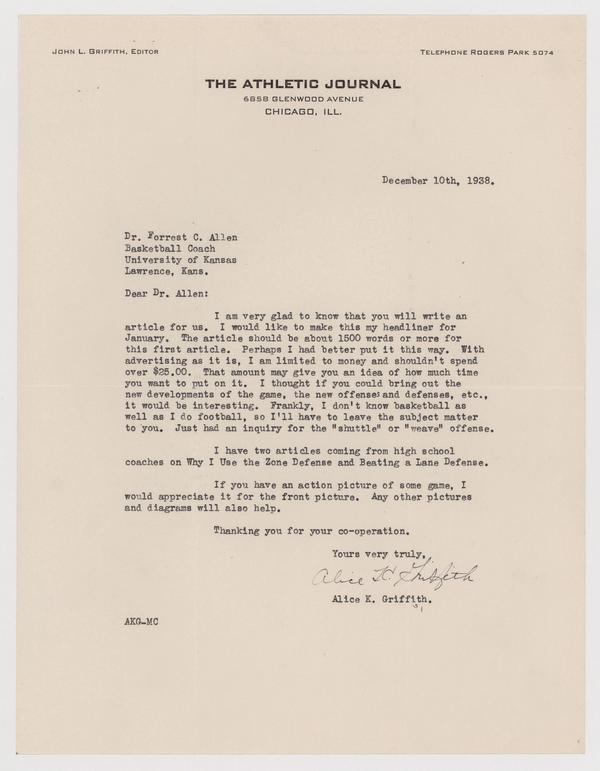 JOHN L. GRIFFITH, EDITOR
TELEPHONE ROGERS PARK 5074
THE ATHLETIC JOURNAL
6858 GLENWOOD AVENUE
CHICAGO, ILL.
December 10th, 1938.
Dr. Forrest C. Allen
Basketball Coach
University of Kansas
Lawrence, Kans.
Dear Dr. Allen:
I am very glad to know that you will write an
article for us. I would like to make this my headliner for
January. The article should be about 1500 words or more for
this first article. Perhaps I had better put it this way. With
advertising as it is, I am limited to money and shouldn't spend
over $25.00. That amount may give you an idea of how much time
you want to put on it. I thought if you could bring out the
new developments of the game, the new offenses and defenses, etc.,
it would be interesting. Frankly, I don't know basketball as
well as I do football, so I'll have to leave the subject matter
to you. Just had an inquiry for the "shuttle" or "weave" offense.
I have two articles coming from high school
coaches on Why I Use the Zone Defense and Beating a Lane Defense.
If you have an action picture of some game, I
would appreciate it for the front picture. Any other pictures
and diagrams will also help.
Thanking you for your co-operation.
Yours very truly,
Alice K. Griffith
Alice K. Griffith.
AKG-MC